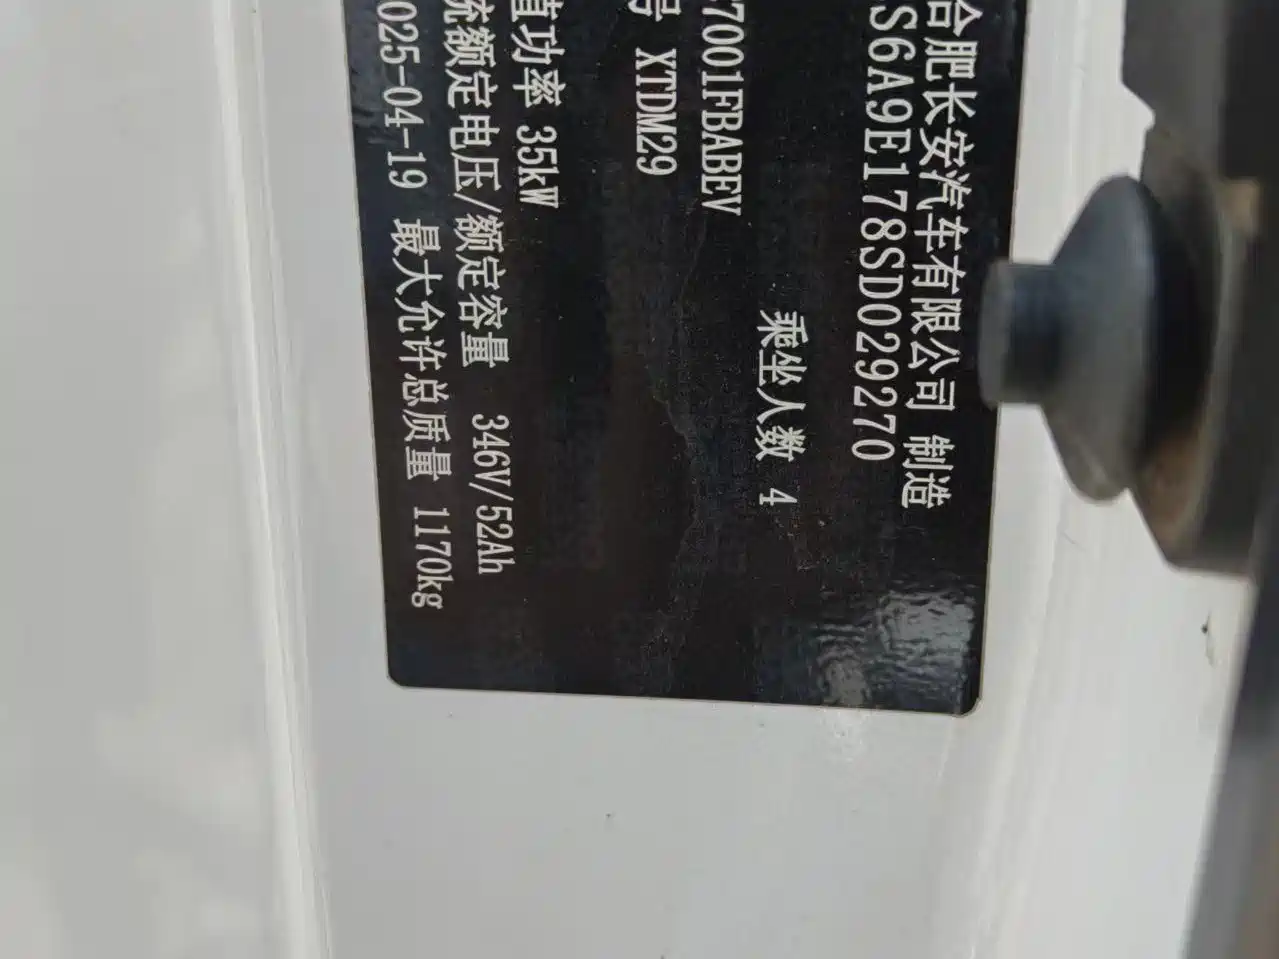 合肥长安汽车有限公司 制造
S6A9E178SD029270
乘坐人数 4
7001FBABEV
号 XTDM29
值功率 35kW
统额定电压/额定容量 346V/52Ah
025-04-19 最大允许总质量 1170kg